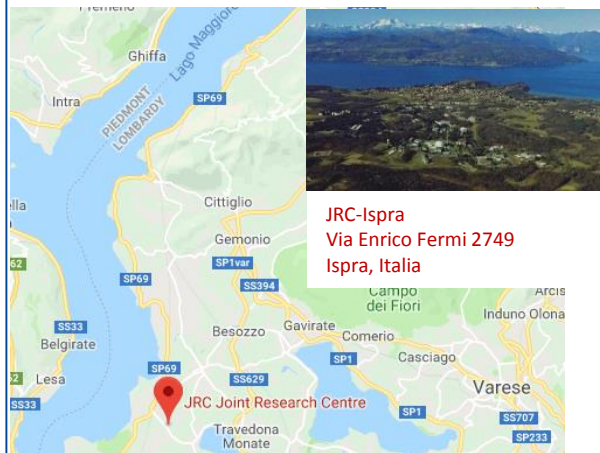 Premeno
Ghiffa
Lago Maggiore
SP69
Intra
PIEDMONT
LOMBARDY
Cittiglio
JRC-Ispra
Via Enrico Fermi 2749
Ispra, Italia
Gemonio
SP69
SP1var
62
SS394
Campo
dei Fiori
Arcis
Induno Olona
SS33
Besozzo
Gavirate
Comerio
Belgirate
SP1
Casciago
SP69
Lesa
SS629
Varese
JRC Joint Research Centre
SS33
SP1
SS707
Travedona
Monate
SP233